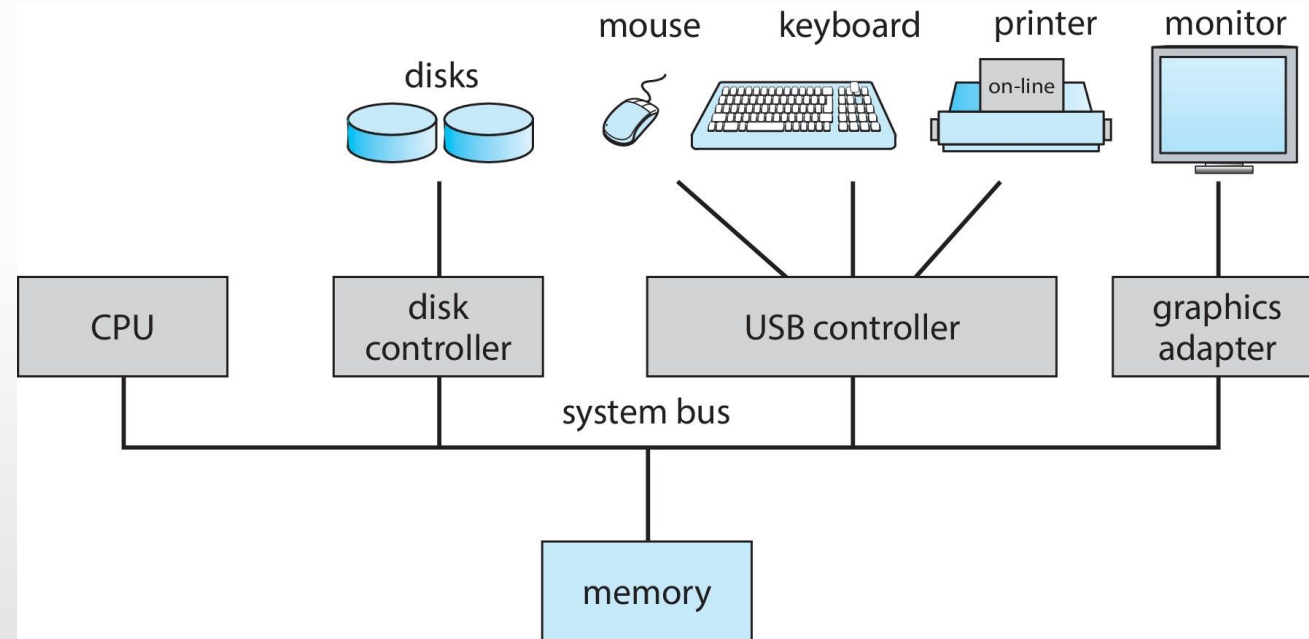 mouse
keyboard
printer
monitor
disks
on-line
CPU
disk
controller
USB controller
graphics
adapter
system bus
memory